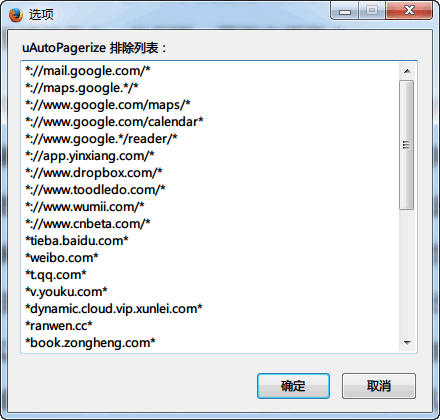 选项
uAutoPagerize 排除列表：
*://mail.google.com/*
*://maps.google.*/*
*://www.google.com/maps/*
*://www.google.com/calendar*
*://www.google.*/reader/*
*://app.yinxiang.com/*
*://www.dropbox.com/*
*://www.toodledo.com/*
*://www.wumii.com/*
*://www.cnbeta.com/*
*tieba.baidu.com*
*weibo.com*
*t.qq.com*
*v.youku.com*
*dynamic.cloud.vip.xunlei.com*
*ranwen.cc*
*book.zongheng.com*
确定
取消